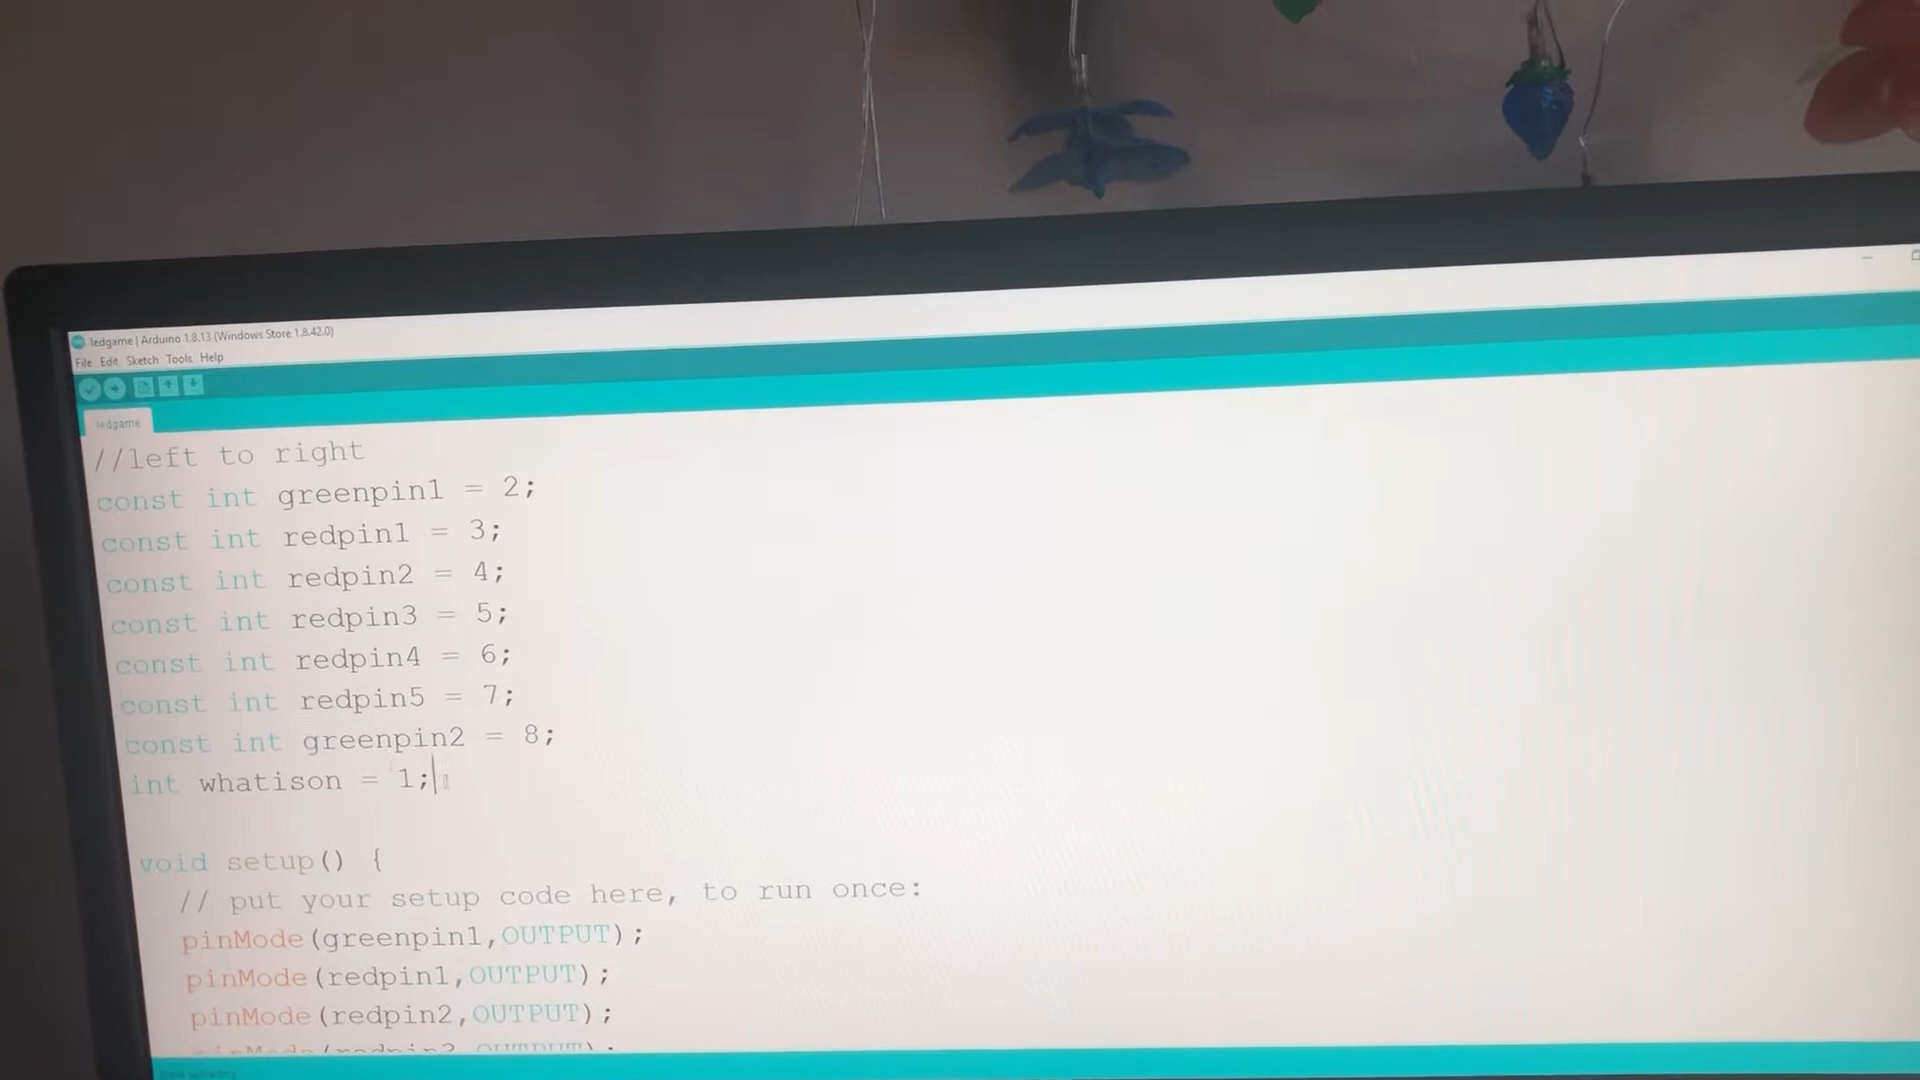 ledgame | Arduino 1.8.13 (Windows Store 1.8.42.0)
File Edit Sketch Tools Help
ledgame
//left to right
const int greenpin1 = 2;
const int redpin1 = 3;
const int redpin2 = 4;
const int redpin3 = 5;
const int redpin4 = 6;
const int redpin5 = 7;
const int greenpin2 = 8;
int whatison = 1;
void setup() {
// put your setup code here, to run once:
pinMode(greenpin1,OUTPUT);
pinMode(redpin1,OUTPUT);
pinMode(redpin2,OUTPUT);